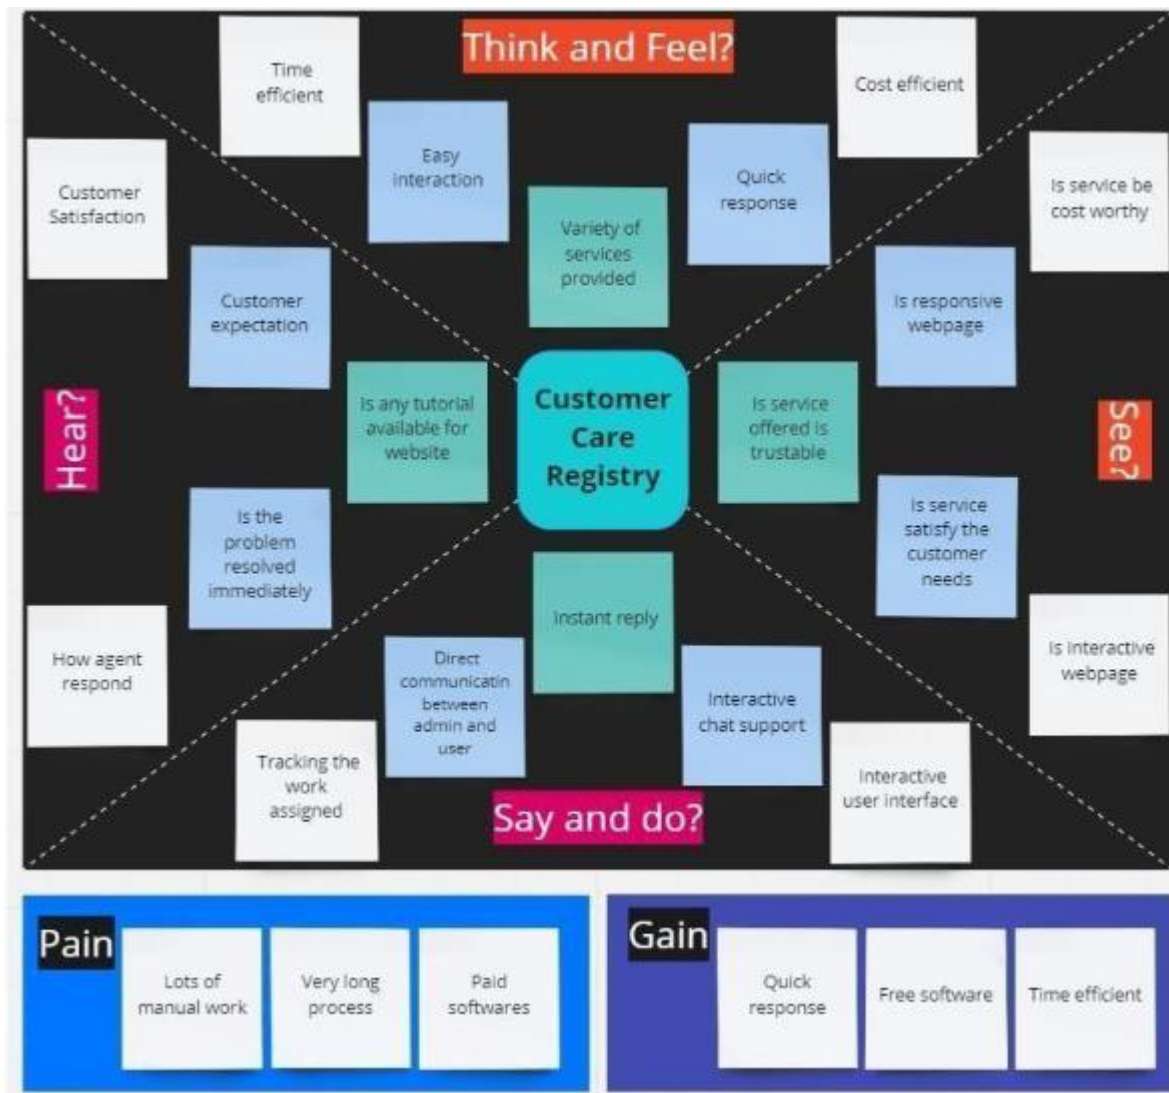 Think and Feel?
Time
efficient
Cost efficient
Easy
interaction
Quick
response
Variety of
services
provided
Customer
Satisfaction
Customer
expectation
Is any tutorial
available for
website
Hear?
Is the
problem
resolved
immediately
How agent
respond
Customer
Care
Registry
Is service be
cost worthy
Is responsive
webpage
Is service
offered is
trustable
See?
Is service
satisfy the
customer
needs
Is interactive
webpage
Instant reply
Direct
communicatin
between
admin and
user
Interactive
chat support
Tracking the
work
assigned
Interactive
user interface
Say and do?
Pain
Lots of
manual work
Very long
process
Paid
softwares
Gain
Quick
response
Free software
Time efficient